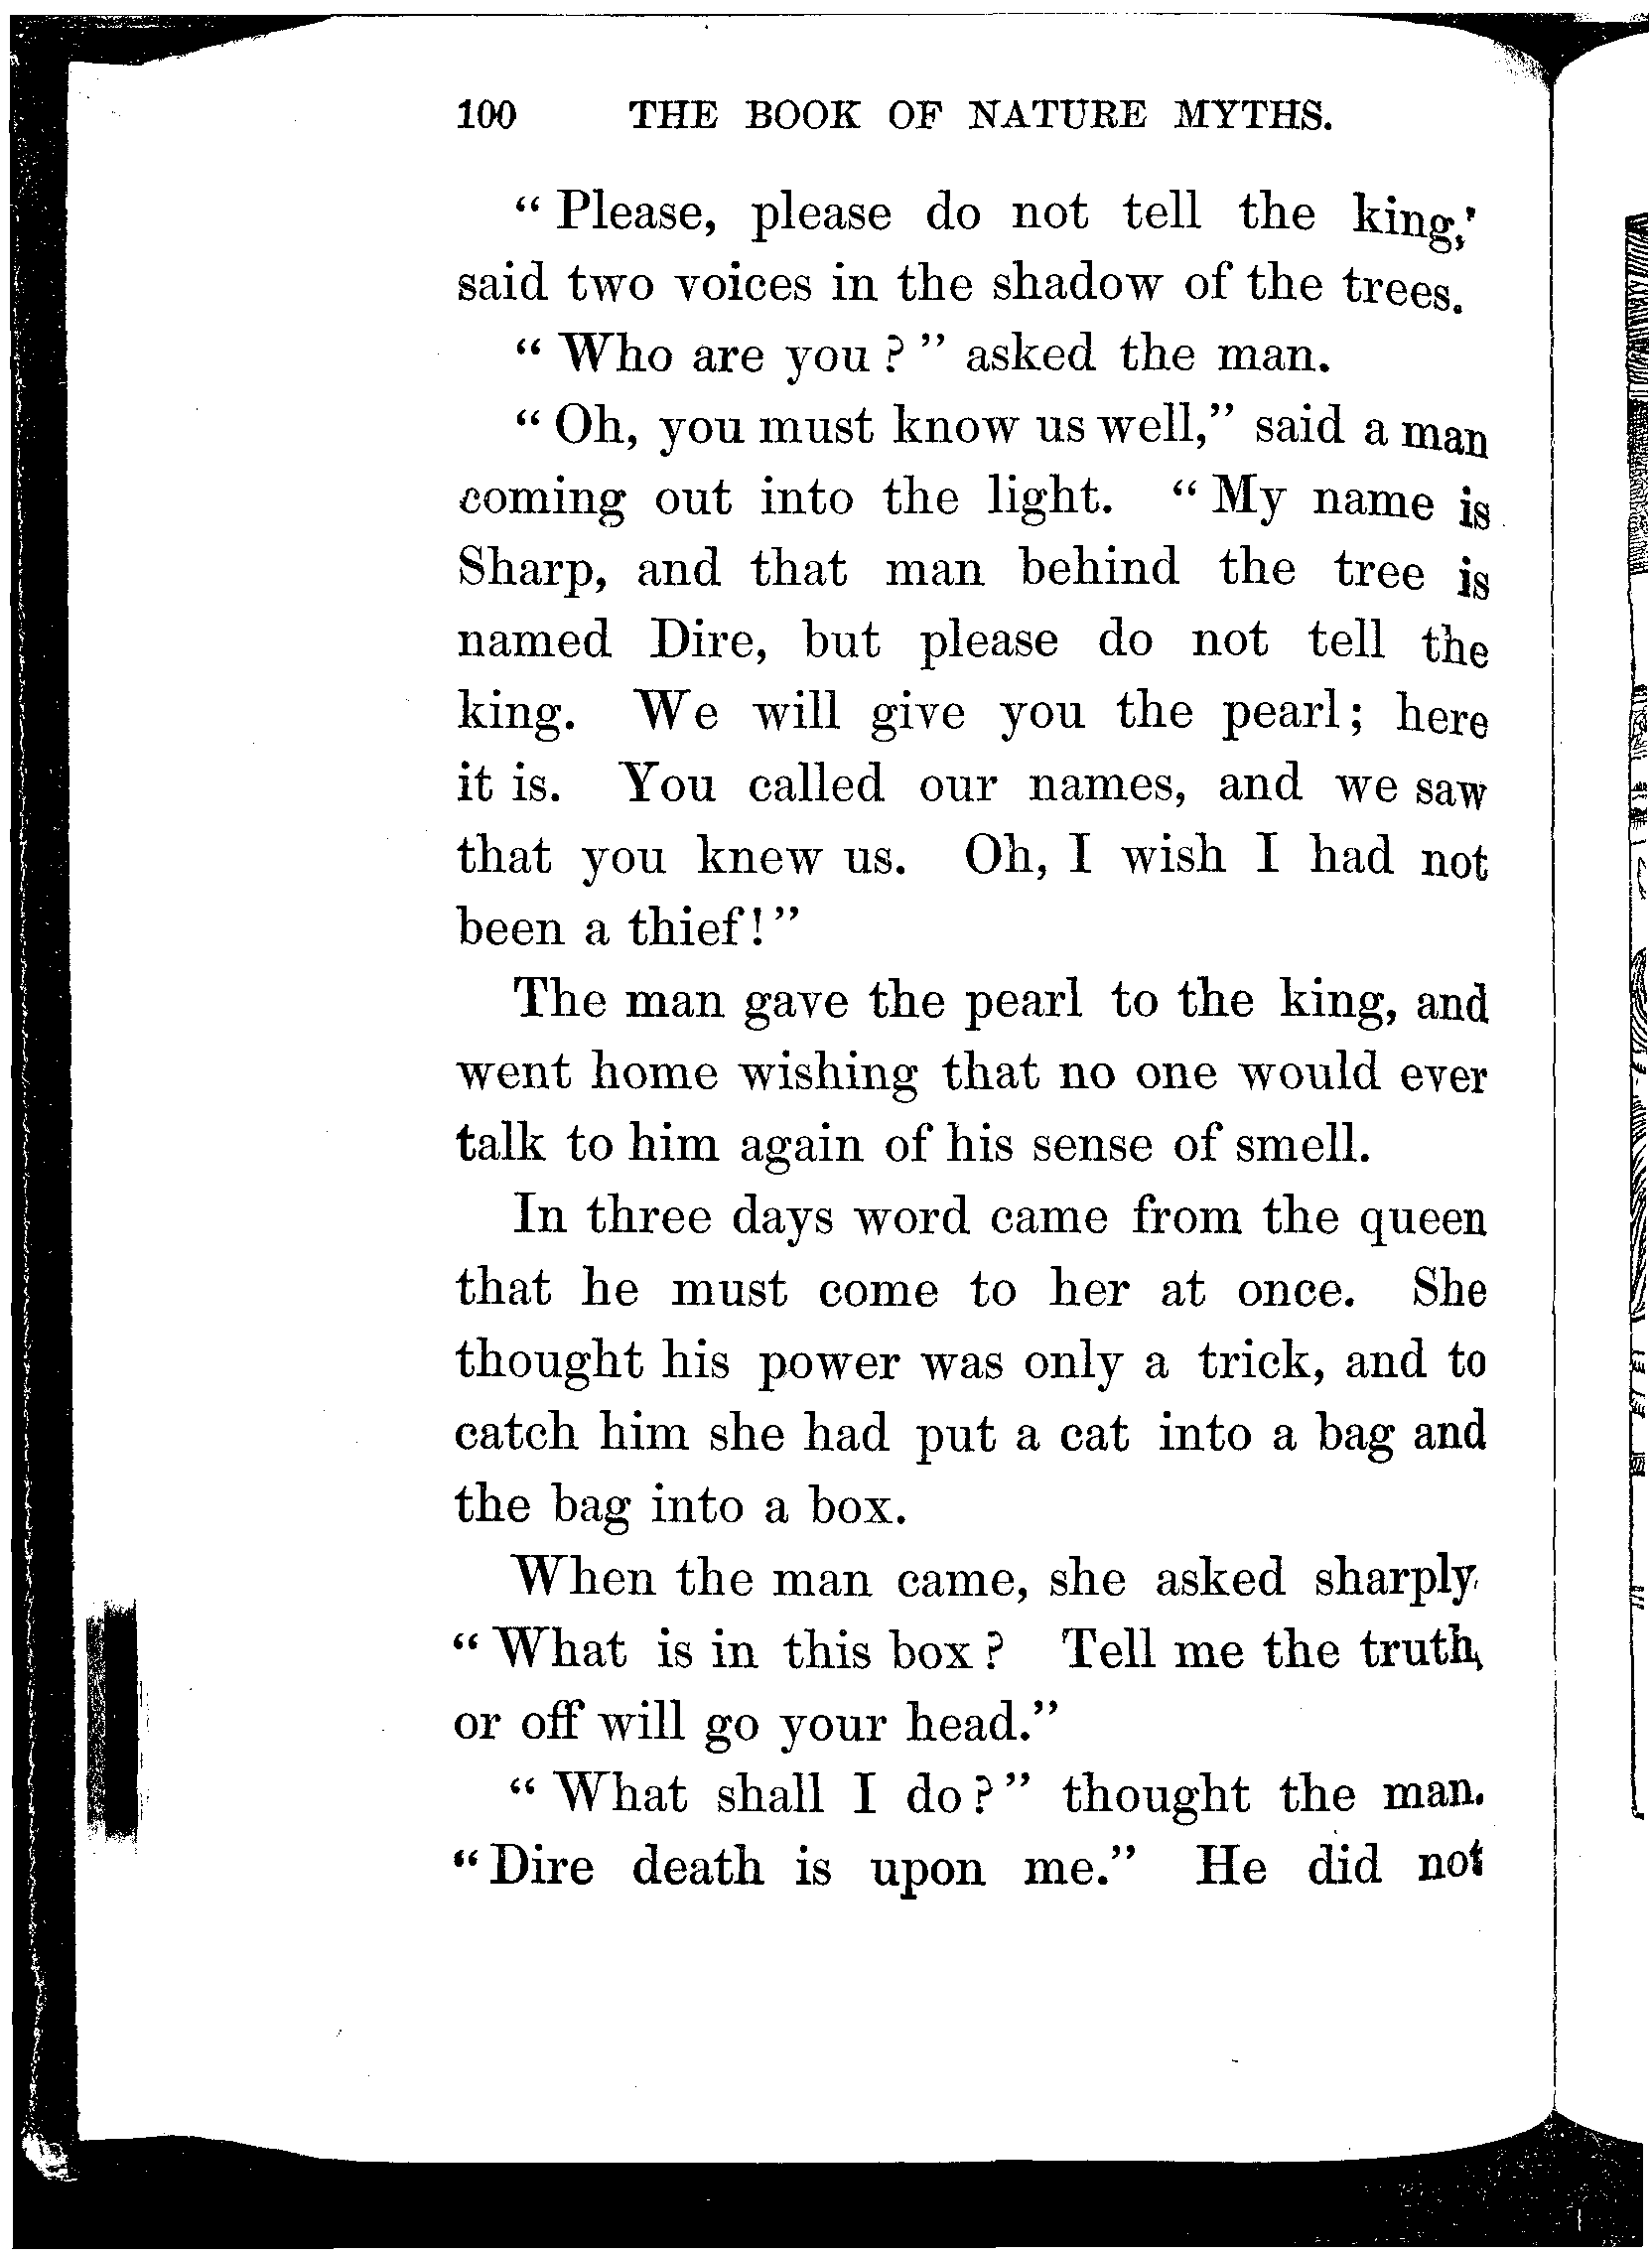 100 THE BOOK OF NATURE MYTHS.
“ Please, please do not tell the king,'
said two voices in the shadow of the trees.
“ Who are you ? ” asked the man.
“ Oh, you must know us well,” said a man
coming out into the light. “ My name is
Sharp, and that man behind the tree is
named Dire, but please do not tell the
king. We will give you the pearl; here
it is. You called our names, and we saw
that you knew us. Oh, I wish I had not
been a thief!”
The man gave the pearl to the king, and
went home wishing that no one would ever
talk to him again of his sense of smell.
In three days word came from the queen
that he must come to her at once. She
thought his power was only a trick, and to
catch him she had put a cat into a bag and
the bag into a box.
When the man came, she asked sharply,
“ What is in this box ? Tell me the truth,
or off will go your head.”
“ What shall I do ?” thought the man.
“ Dire death is upon me.” He did not